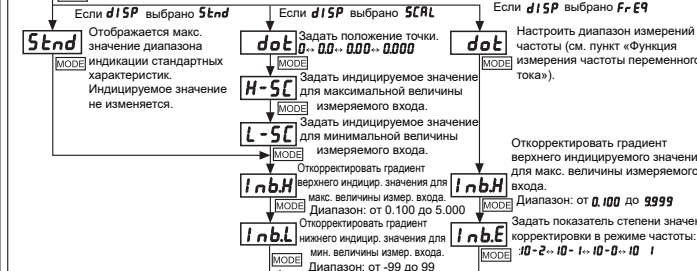 Если dISP выбрано Stnd
Если dISP выбрано SCAL
Если dISP выбрано FrE9
Stnd
MODE
Отображается макс.
значение диапазона
индикации стандартных
характеристик.
Индицируемое значение
не изменяется.
dot
MODE
Задать положение точки.
0↔0.0↔0.00↔0.000
H-SC
MODE
Задать индицируемое значение
для максимальной величины
измеряемого входа.
L-SC
MODE
Задать индицируемое значение
для минимальной величины
измеряемого входа.
Inb.H
MODE
Откорректировать градиент
верхнего индицир. значения для
макс. величины измер. входа.
Диапазон: от 0.100 до 5.000
Inb.L
MODE
Откорректировать градиент
нижнего индицир. значения для
мин. величины измер. входа.
Диапазон: от -99 до 99
dot
MODE
Настроить диапазон измерений
частоты (см. пункт «Функция
измерения частоты переменного
тока»).
Inb.H
MODE
Откорректировать градиент
верхнего индицируемого значени
для макс. величины измеряемого
входа.
Диапазон: от 0.100 до 9.999
Inb.E
MODE
Задать показатель степени значен
корректировки в режиме частоты:
10-2↔10-1↔10-0↔10 1